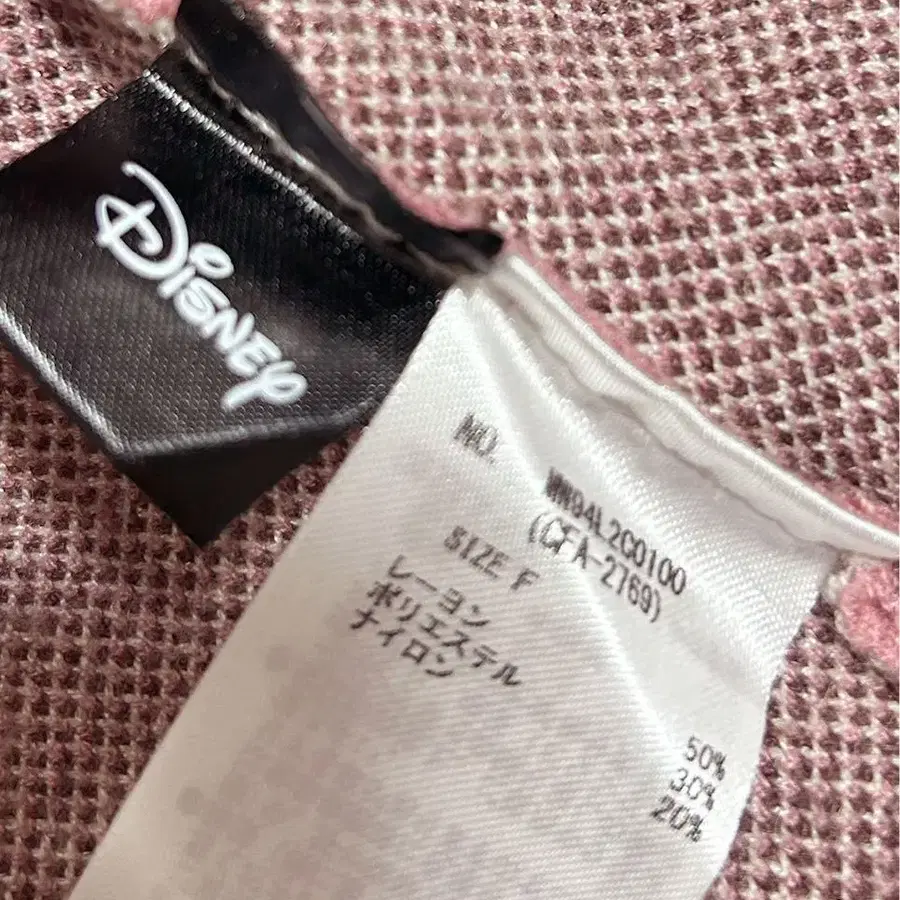 Disney
NO. WW94L2C0100
(CFA-2769)
SIZE F
レーヨン 50%
ポリエステル 30%
ナイロン 20%